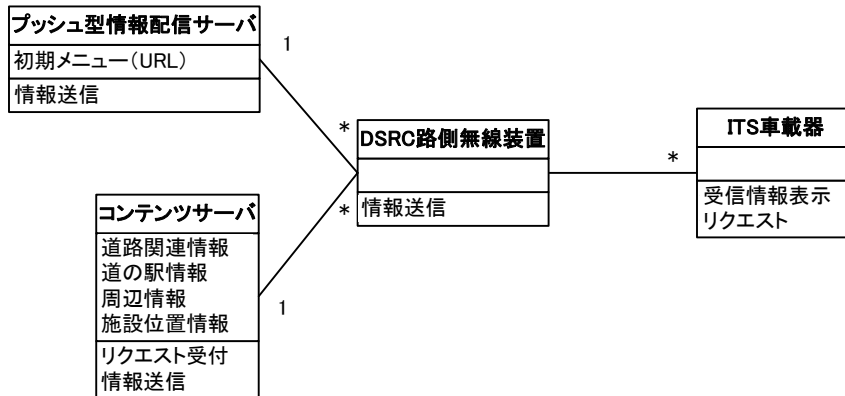 プッシュ型情報配信サーバ
初期メニュー（URL）
情報送信
1
*
DSRC路側無線装置
情報送信
*
ITS車載器
受信情報表示
リクエスト
*
コンテンツサーバ
道路関連情報
道の駅情報
周辺情報
施設位置情報
リクエスト受付
情報送信
1